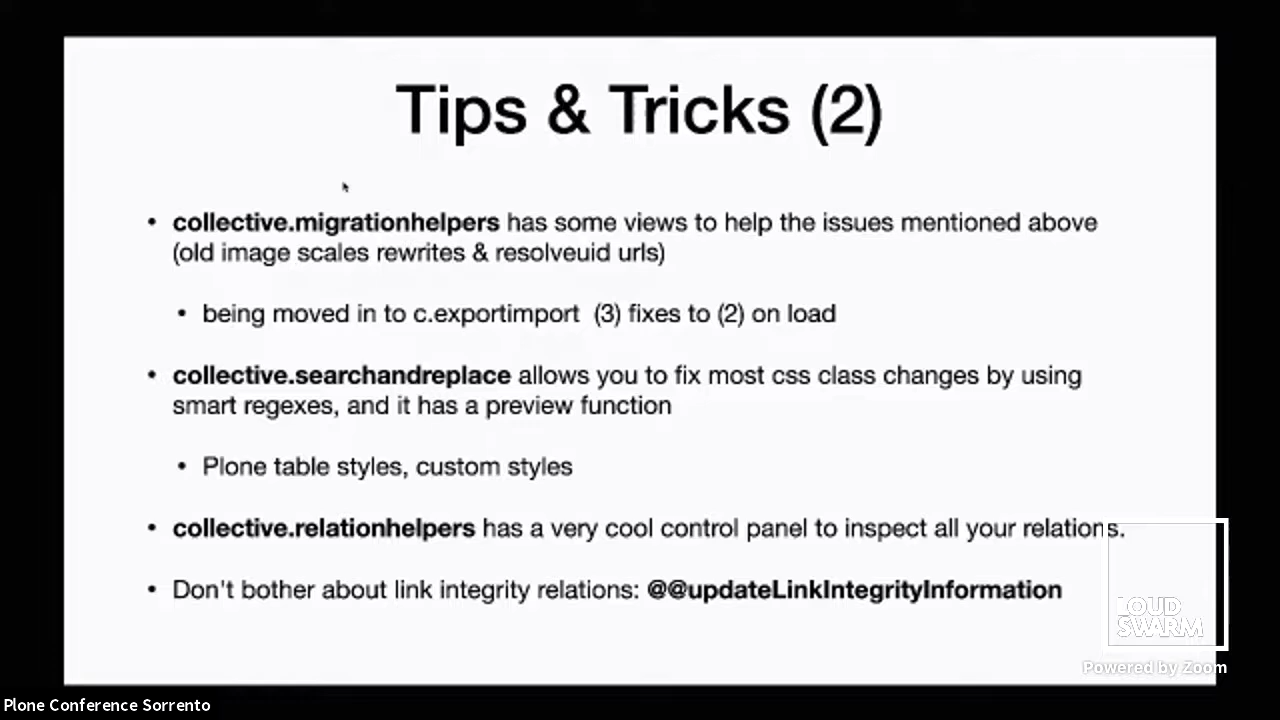 Tips & Tricks (2)
• collective.migrationhelpers has some views to help the issues mentioned above
(old image scales rewrites & resolveuid urls)
• being moved in to c.exportimport (3) fixes to (2) on load
• collective.searchandreplace allows you to fix most css class changes by using
smart regexes, and it has a preview function
• Plone table styles, custom styles
• collective.relationhelpers has a very cool control panel to inspect all your relations.
• Don't bother about link integrity relations: @@updateLinkIntegrityInformation
LOUD
SWARM
Powered by Zoom
Plone Conference Sorrento